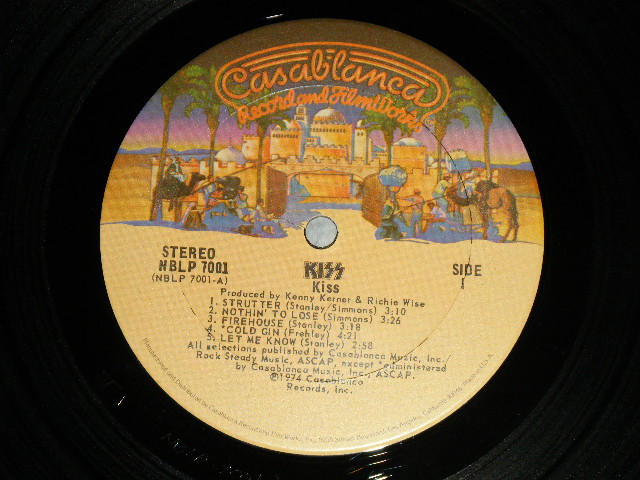 Casablanca
Record and FilmWorks
STEREO
NBLP 7001
(NBLP 7001-A)
KISS
Kiss
SIDE
1
Produced by Kenny Kerner & Richie Wise
1. STRUTTER (Stanley/Simmons) 3:10
2. NOTHIN' TO LOSE (Simmons) 3:26
3. FIREHOUSE (Stanley) 3:18
4. *COLD GIN (Frehley) 4:21
5. LET ME KNOW (Stanley) 2:58
All selections published by Casablanca Music, Inc./
Rock Steady Music, ASCAP, except *administered
by Casablanca Music, Inc., ASCAP.
©1974 Casablanca
Records, Inc.